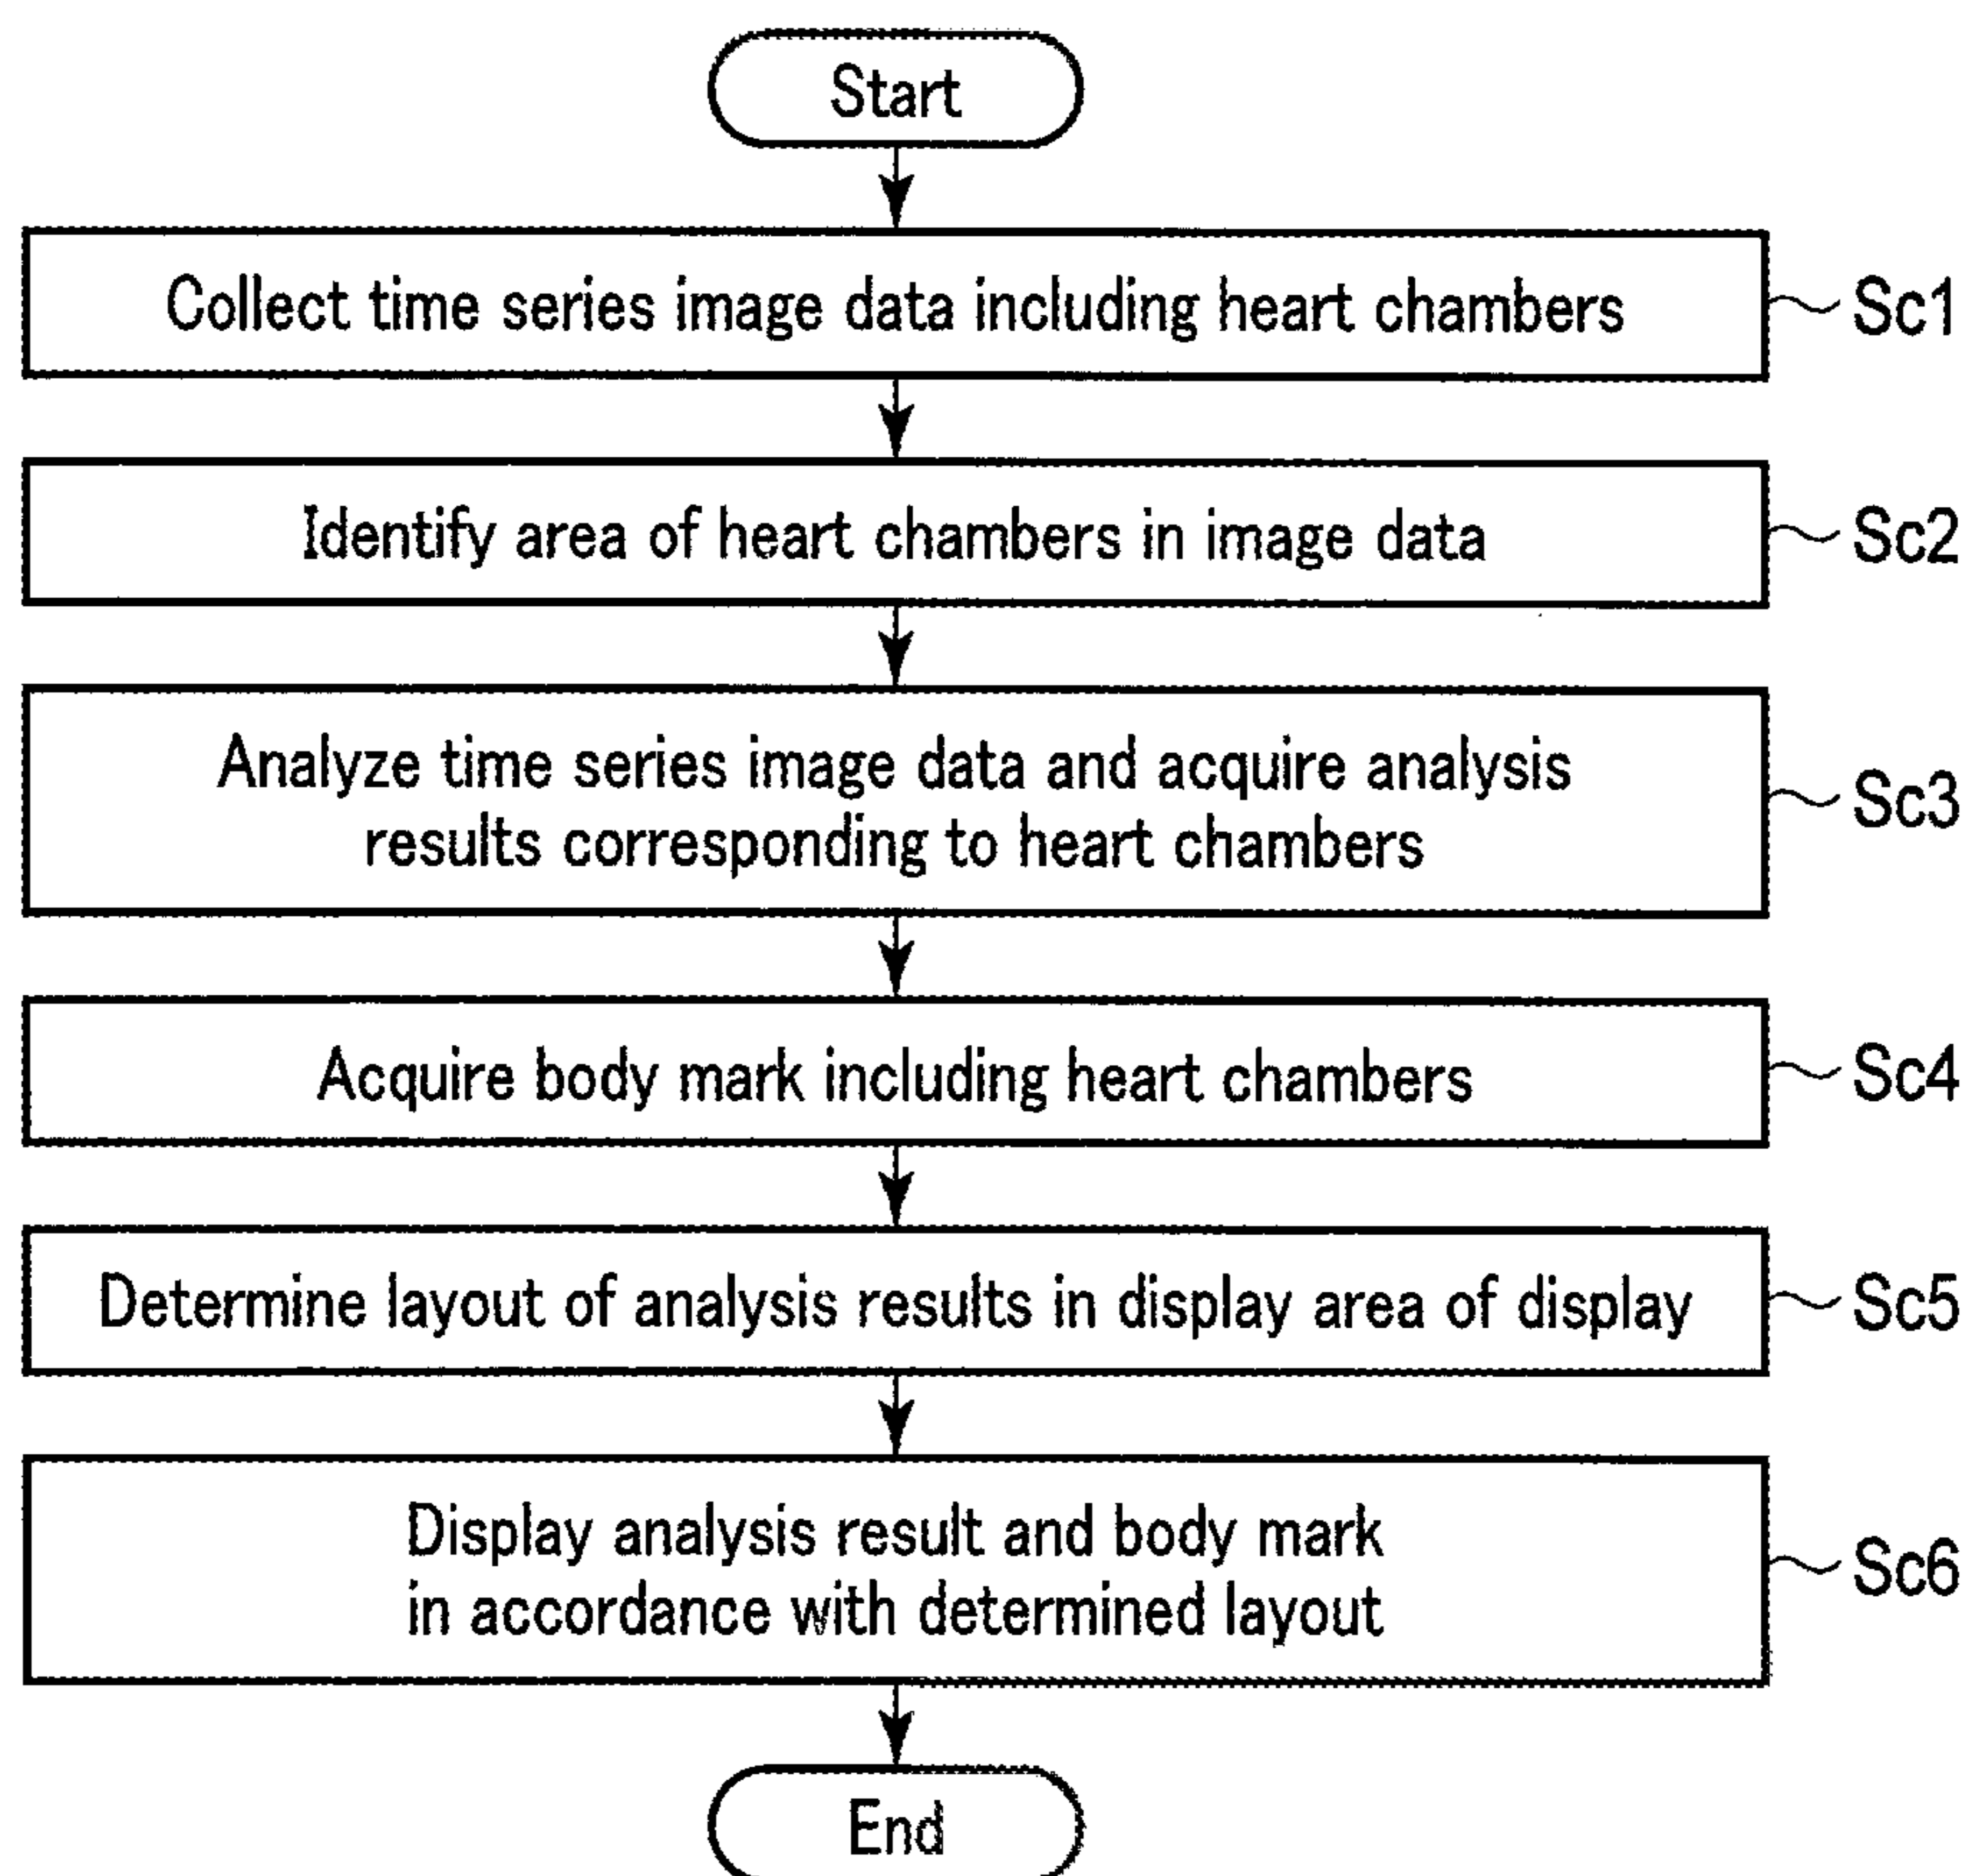 Start
Collect time series image data including heart chambers
Sc1
Identify area of heart chambers in image data
Sc2
Analyze time series image data and acquire analysis
results corresponding to heart chambers
Sc3
Acquire body mark including heart chambers
Sc4
Determine layout of analysis results in display area of display
Sc5
Display analysis result and body mark
in accordance with determined layout
Sc6
End